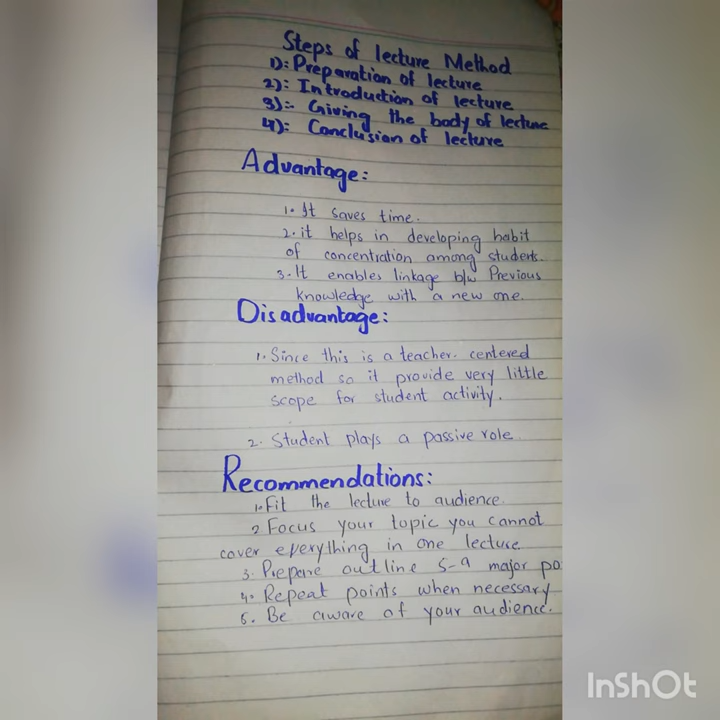 Steps of lecture Method
1): Preparation of lecture
2): Introduction of lecture
3):- Giving the body of lecture
4): Conclusion of lecture
Advantage:
1. It saves time.
2. it helps in developing habit
of concentration among students.
3. It enables linkage b/w Previous
knowledge with a new one.
Disadvantage:
1. Since this is a teacher. centered
method so it provide very little
scope for student activity.
2. Student plays a passive role
Recommendations:
1. Fit the lecture to audience.
2 Focus your topic you cannot
cover everything in one lecture
3. Prepare outline 5-9 major po
4. Repeat points when necessary
5. Be aware of your audience.
InShOt